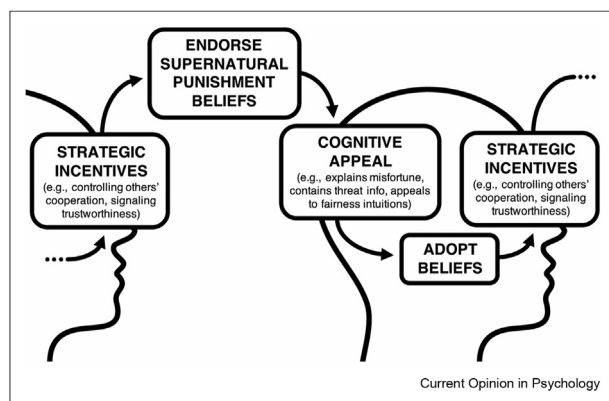 ENDORSE
SUPERNATURAL
PUNISHMENT
BELIEFS
STRATEGIC
INCENTIVES
(e.g., controlling others'
cooperation, signaling
trustworthiness)
COGNITIVE
APPEAL
(e.g., explains misfortune,
contains threat info, appeals
to fairness intuitions)
STRATEGIC
INCENTIVES
(e.g., controlling others'
cooperation, signaling
trustworthiness)
ADOPT
BELIEFS
Current Opinion in Psychology